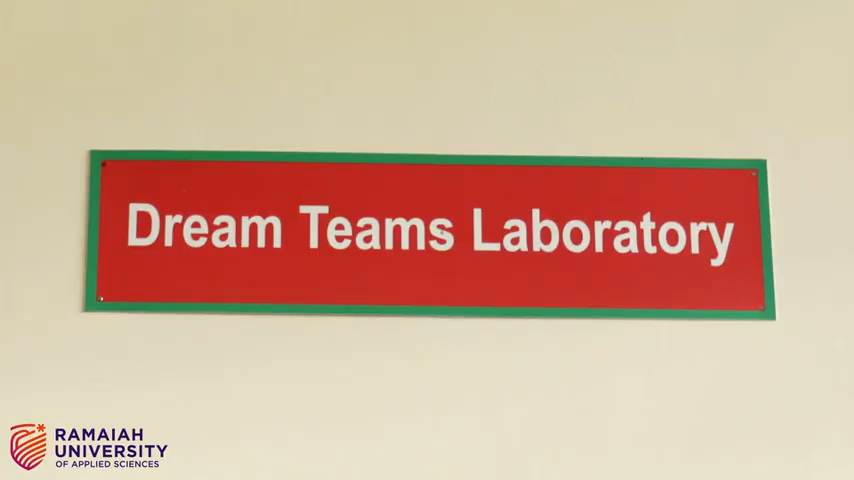 Dream Teams Laboratory
RAMAIAH
UNIVERSITY
OF APPLIED SCIENCES